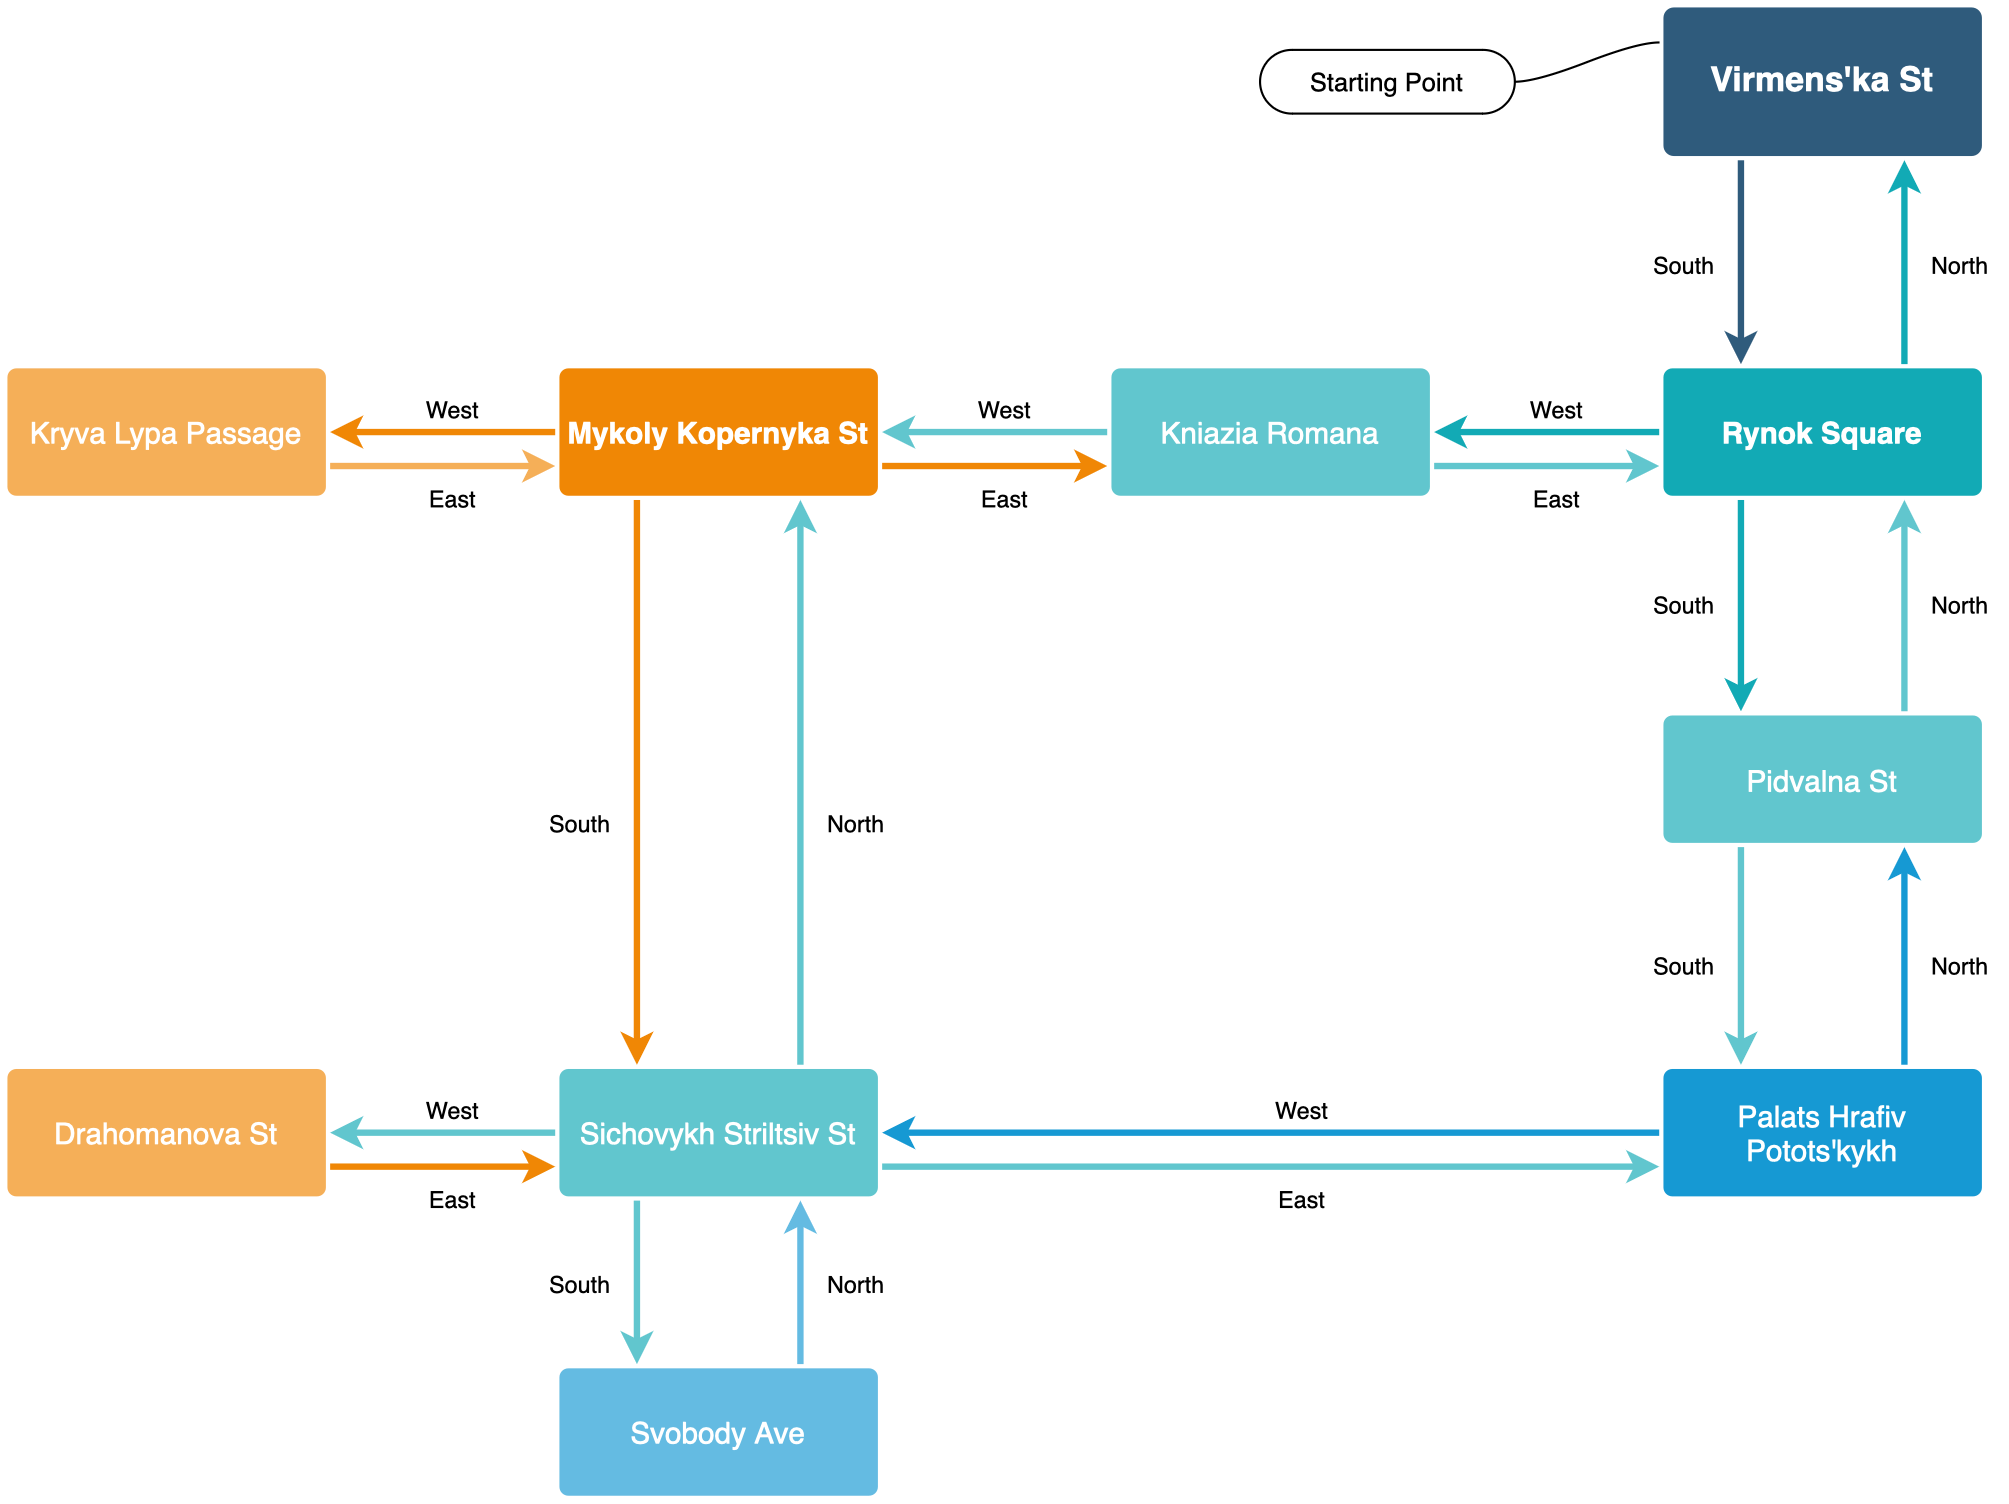 Virmens'ka St
Starting Point
South
North
Kryva Lypa Passage
West
East
Mykoly Kopernyka St
West
East
Kniazia Romana
West
East
Rynok Square
South
North
Pidvalna St
South
North
South
North
Drahomanova St
West
East
Sichovykh Striltsiv St
West
East
Palats Hrafiv
Potots'kykh
South
North
Svobody Ave